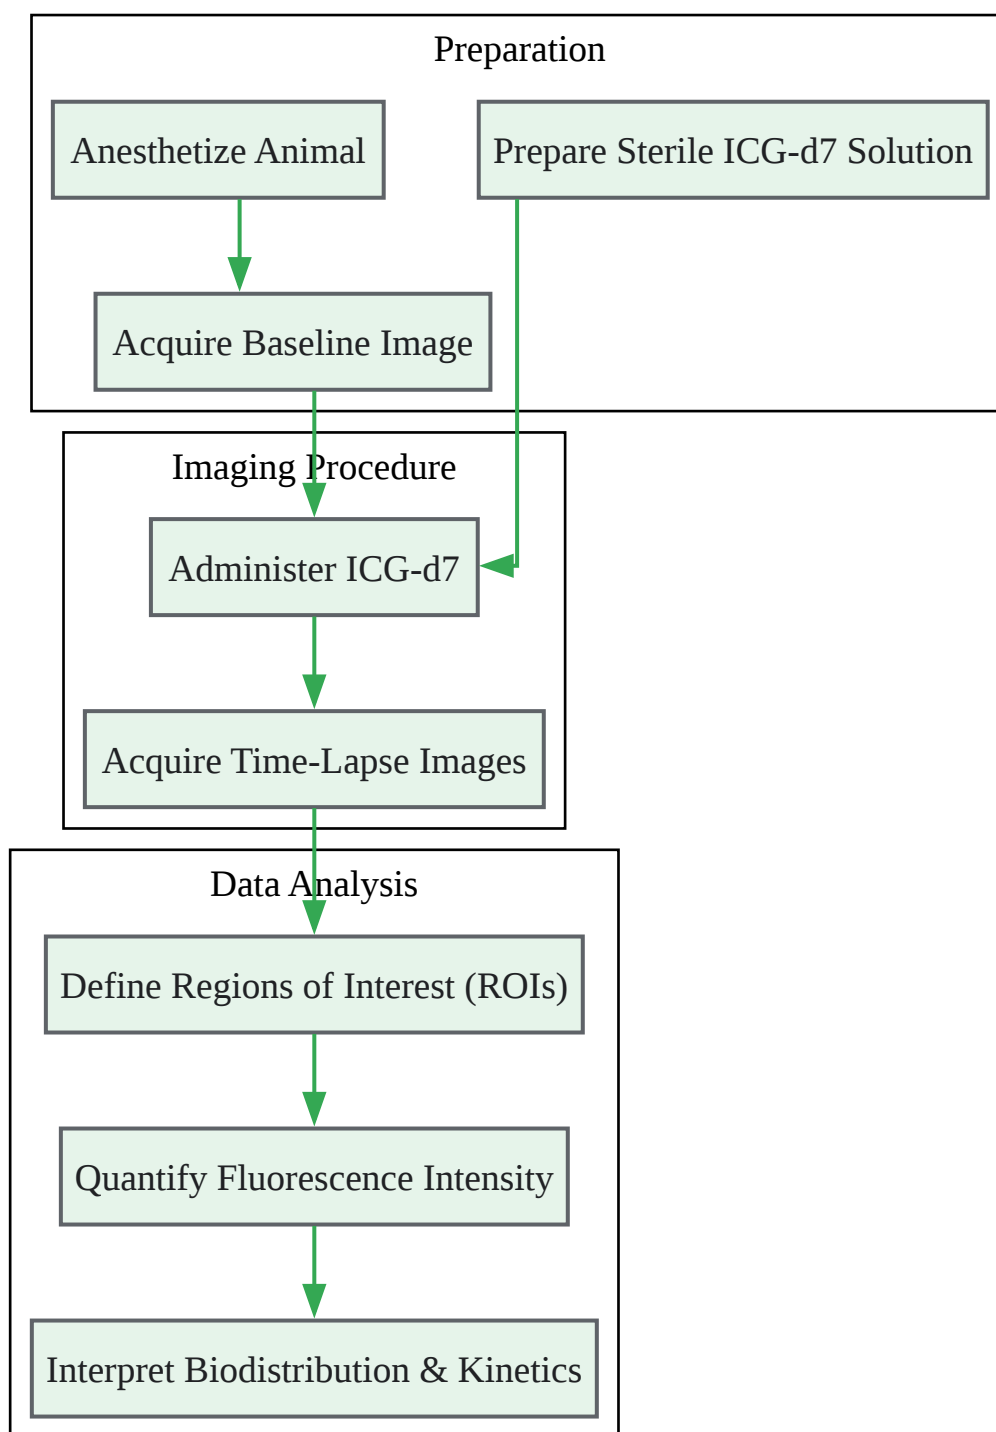 Preparation
Anesthetize Animal
Prepare Sterile ICG-d7 Solution
Acquire Baseline Image
Imaging Procedure
Administer ICG-d7
Acquire Time-Lapse Images
Data Analysis
Define Regions of Interest (ROIs)
Quantify Fluorescence Intensity
Interpret Biodistribution & Kinetics